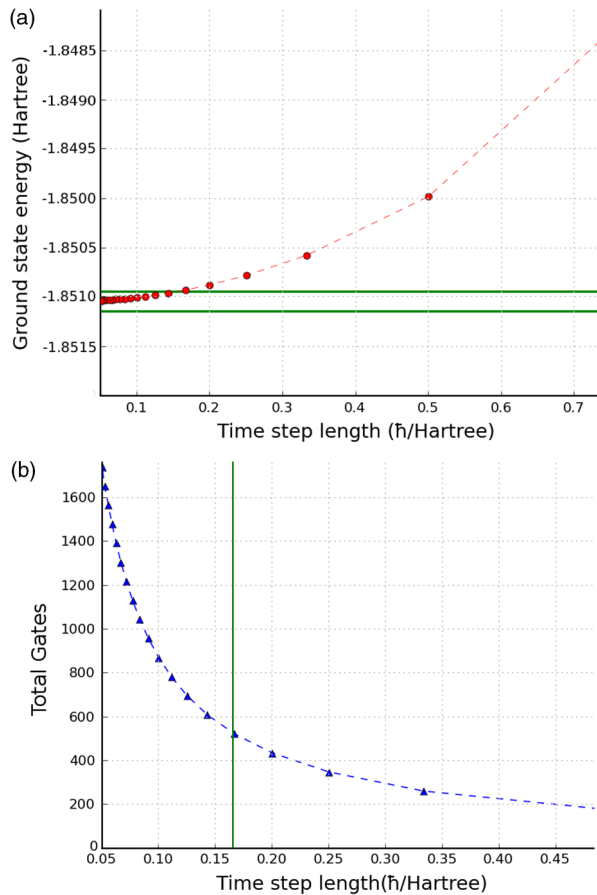 (a)
Ground state energy (Hartree)
-1.8485
-1.8490
-1.8495
-1.8500
-1.8505
-1.8510
-1.8515
0.1 0.2 0.3 0.4 0.5 0.6 0.7
Time step length (ħ/Hartree)
(b)
Total Gates
1600
1400
1200
1000
800
600
400
200
0
0.05 0.10 0.15 0.20 0.25 0.30 0.35 0.40 0.45
Time step length(ħ/Hartree)